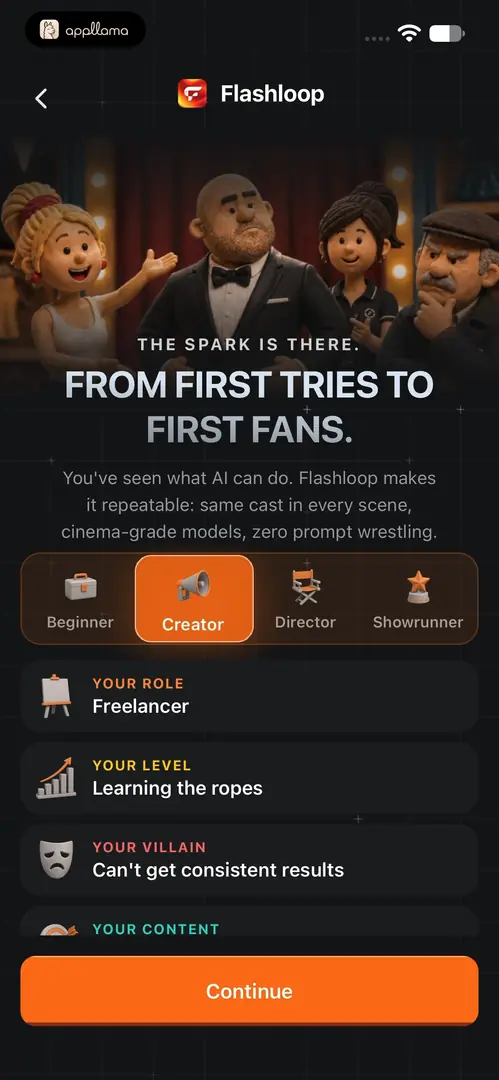 appllama
Flashloop
THE SPARK IS THERE.
FROM FIRST TRIES TO
FIRST FANS.
You've seen what AI can do. Flashloop makes
it repeatable: same cast in every scene,
cinema-grade models, zero prompt wrestling.
Beginner
Creator
Director
Showrunner
YOUR ROLE
Freelancer
YOUR LEVEL
Learning the ropes
YOUR VILLAIN
Can't get consistent results
YOUR CONTENT
Continue